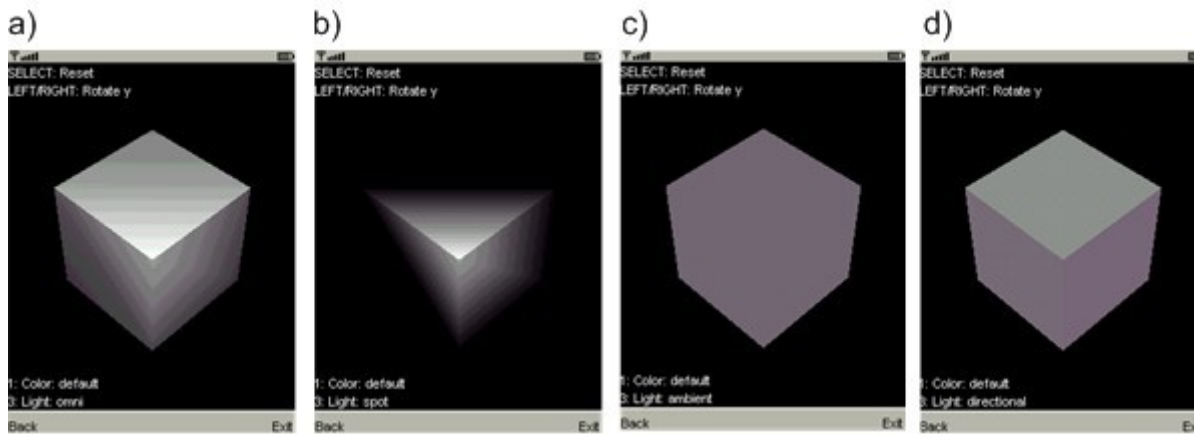 a)
SELECT: Reset
LEFT/RIGHT: Rotate y
1: Color: default
3: Light: omni
Back Exit
b)
SELECT: Reset
LEFT/RIGHT: Rotate y
1: Color: default
3: Light: spot
Back Exit
c)
SELECT: Reset
LEFT/RIGHT: Rotate y
1: Color: default
3: Light: ambient
Back Exit
d)
SELECT: Reset
LEFT/RIGHT: Rotate y
1: Color: default
3: Light: directional
Back Exit